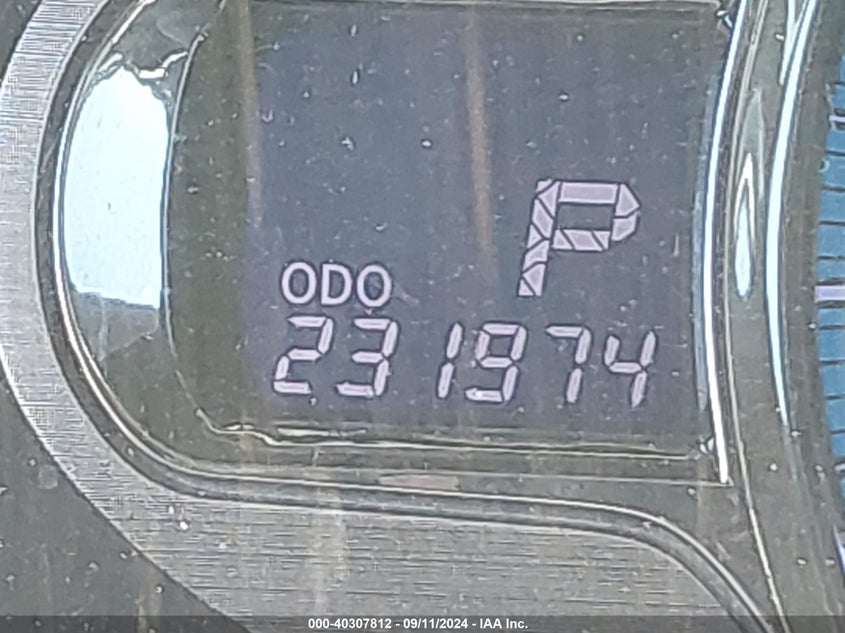 P
ODO
231974
000-40307812 - 09/11/2024 - IAA Inc.